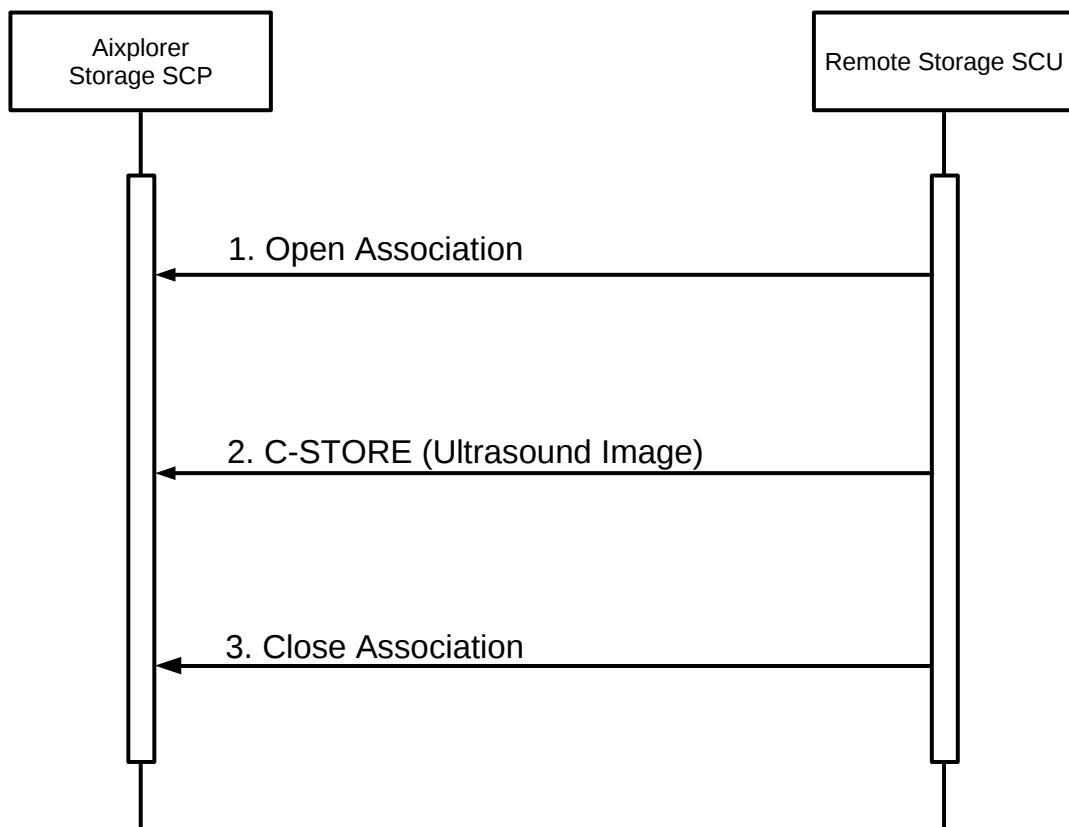 Aixplorer
Storage SCP
Remote Storage SCU
1. Open Association
2. C-STORE (Ultrasound Image)
3. Close Association